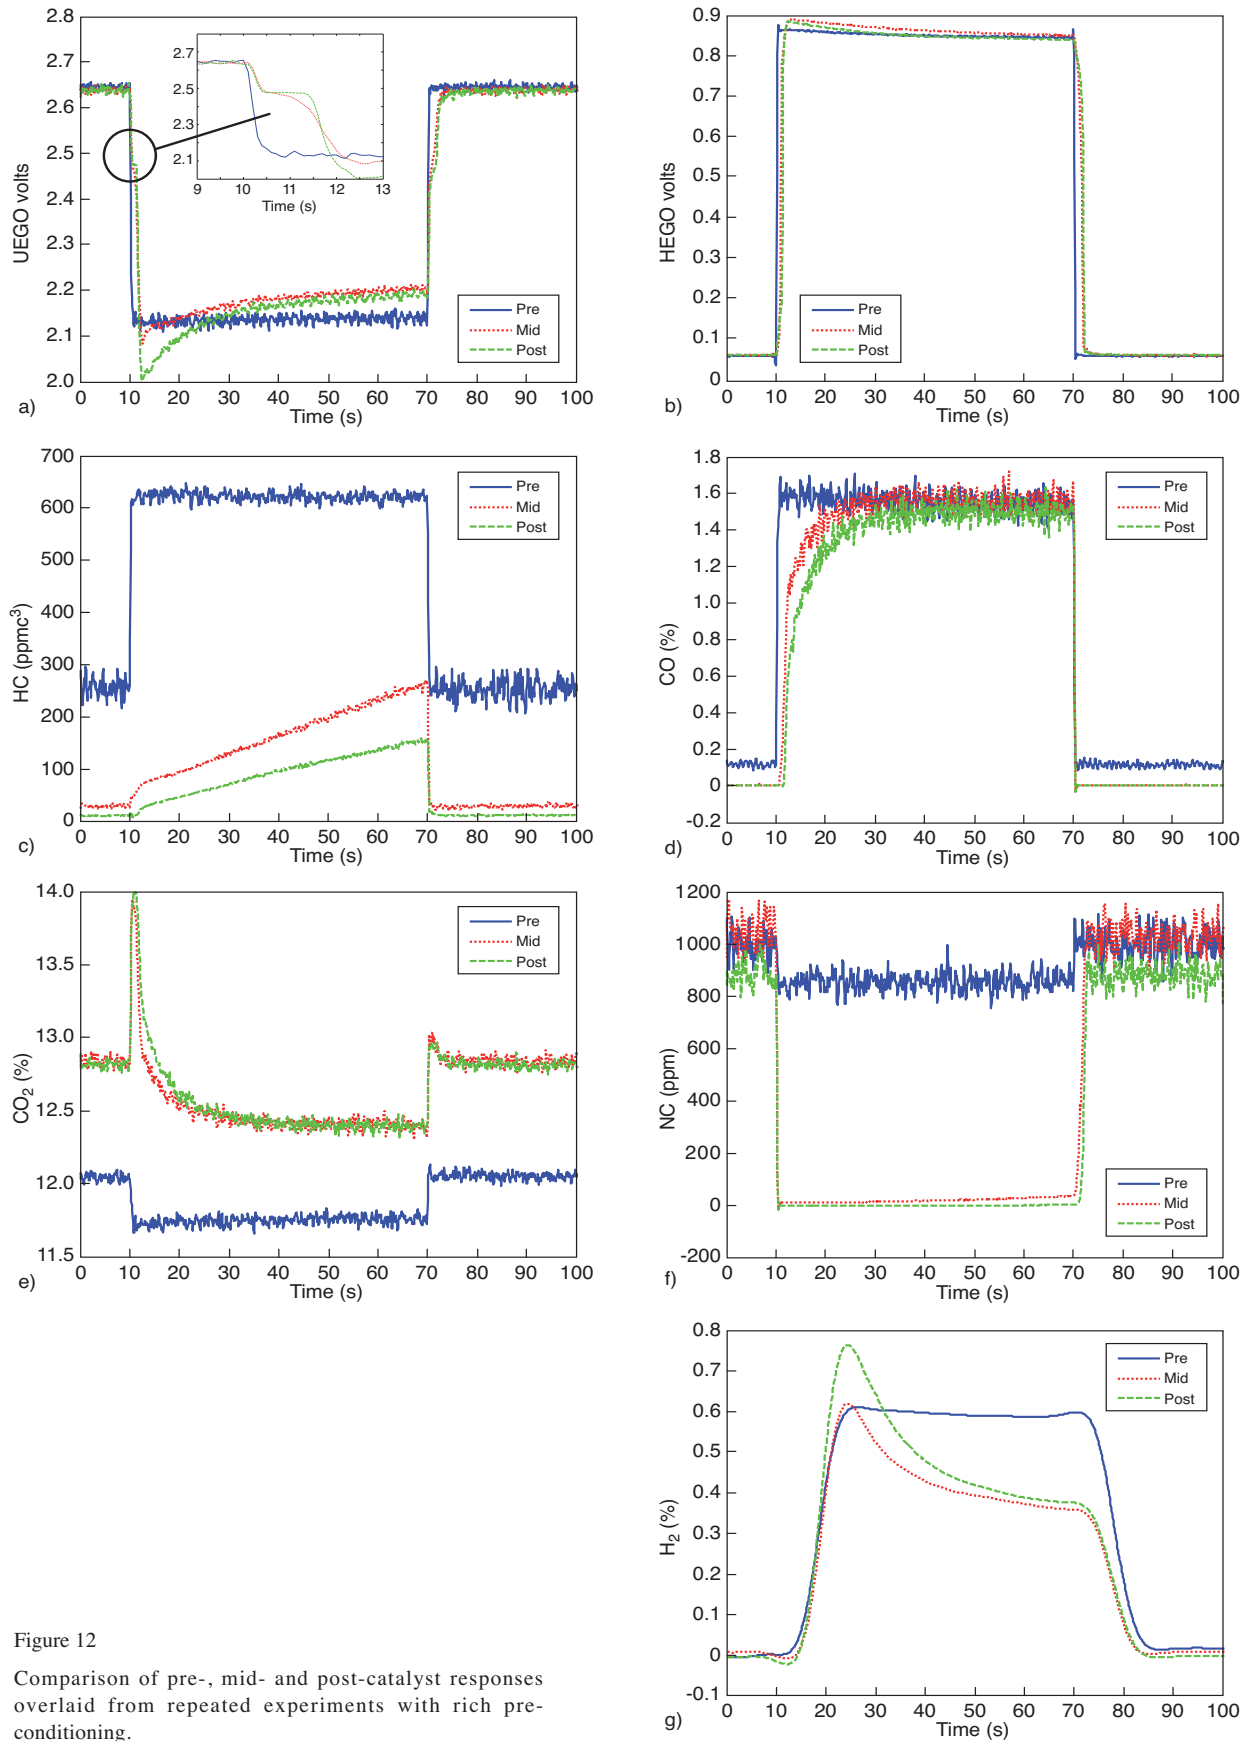 2.8
2.7
2.6
2.5
2.4
2.3
2.2
2.1
2.0
UEGO volts
2.7
2.5
2.3
2.1
9 10 11 12 13
Time (s)
Pre
Mid
Post
0 10 20 30 40 50 60 70 80 90 100
Time (s)
a)
0.9
0.8
0.7
0.6
0.5
0.4
0.3
0.2
0.1
0
HEGO volts
Pre
Mid
Post
0 10 20 30 40 50 60 70 80 90 100
Time (s)
b)
700
600
500
400
300
200
100
0
HC (ppmc³)
Pre
Mid
Post
0 10 20 30 40 50 60 70 80 90 100
Time (s)
c)
1.8
1.6
1.4
1.2
1.0
0.8
0.6
0.4
0.2
0
-0.2
CO (%)
Pre
Mid
Post
0 10 20 30 40 50 60 70 80 90 100
Time (s)
d)
14.0
13.5
13.0
12.5
12.0
11.5
CO₂ (%)
Pre
Mid
Post
0 10 20 30 40 50 60 70 80 90 100
Time (s)
e)
1200
1000
800
600
400
200
0
-200
NC (ppm)
Pre
Mid
Post
0 10 20 30 40 50 60 70 80 90 100
Time (s)
f)
0.8
0.7
0.6
0.5
0.4
0.3
0.2
0.1
0
-0.1
H₂ (%)
Pre
Mid
Post
0 10 20 30 40 50 60 70 80 90 100
Time (s)
g)
Figure 12
Comparison of pre-, mid- and post-catalyst responses
overlaid from repeated experiments with rich pre-
conditioning.